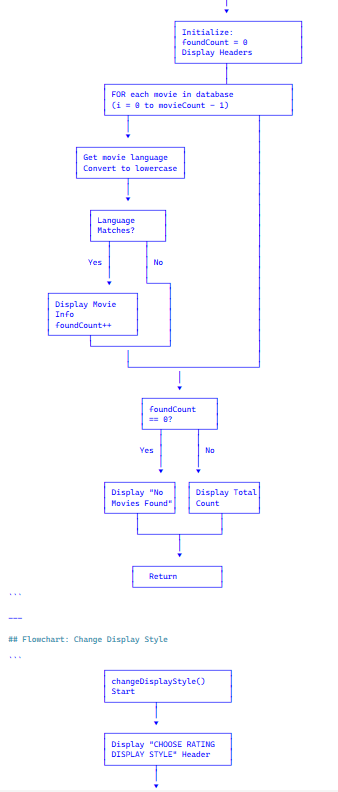 Initialize:
foundCount = 0
Display Headers
FOR each movie in database
(i = 0 to movieCount - 1)
Get movie language
Convert to lowercase
Language
Matches?
Yes No
Display Movie
Info
foundCount++
foundCount
== 0?
Yes No
Display "No Display Total
Movies Found" Count
Return
```
---
## Flowchart: Change Display Style
```
changeDisplayStyle()
Start
Display "CHOOSE RATING
DISPLAY STYLE" Header